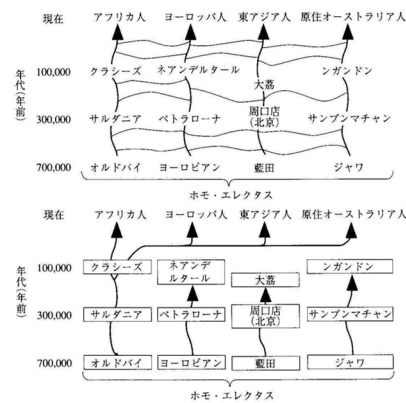 現在 アフリカ人 ヨーロッパ人 東アジア人 原住オーストラリア人
年代(年前)
100,000 クラシーズ ネアンデルタール 大茘 ンガンドン
300,000 サルダニア ペトラローナ 周口店(北京) サンブンマチャン
700,000 オルドバイ ヨーロピアン 藍田 ジャワ
ホモ・エレクタス
現在 アフリカ人 ヨーロッパ人 東アジア人 原住オーストラリア人
年代(年前)
100,000 クラシーズ ネアンデルタール 大茘 ンガンドン
300,000 サルダニア ペトラローナ 周口店(北京) サンブンマチャン
700,000 オルドバイ ヨーロピアン 藍田 ジャワ
ホモ・エレクタス